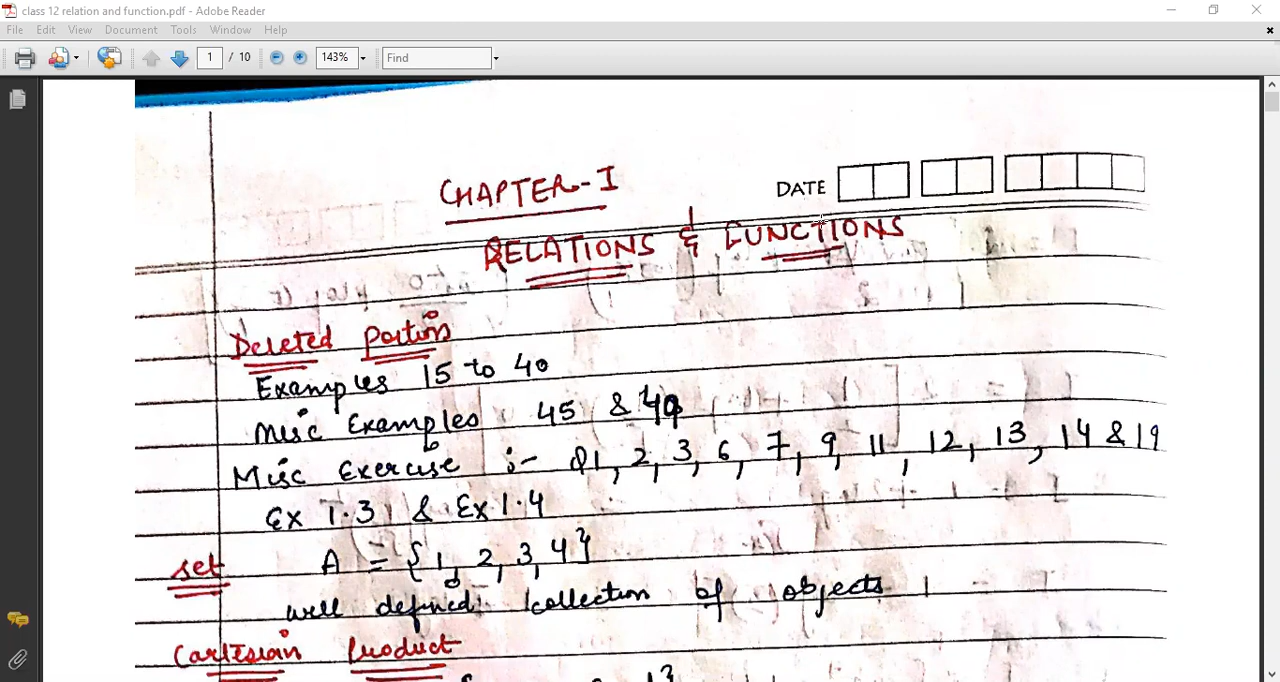 class 12 relation and function.pdf - Adobe Reader
File Edit View Document Tools Window Help
1 / 10 143% Find
CHAPTER-I
DATE
RELATIONS & FUNCTIONS
Deleted Portions
Examples 15 to 40
Misc Examples 45 & 49
Misc Exercise :- Q1, 2, 3, 6, 7, 9, 11, 12, 13, 14 & 19
Ex 1.3 & Ex 1.4
set A = {1, 2, 3, 4}
well defined collection of objects
Cartesian Product